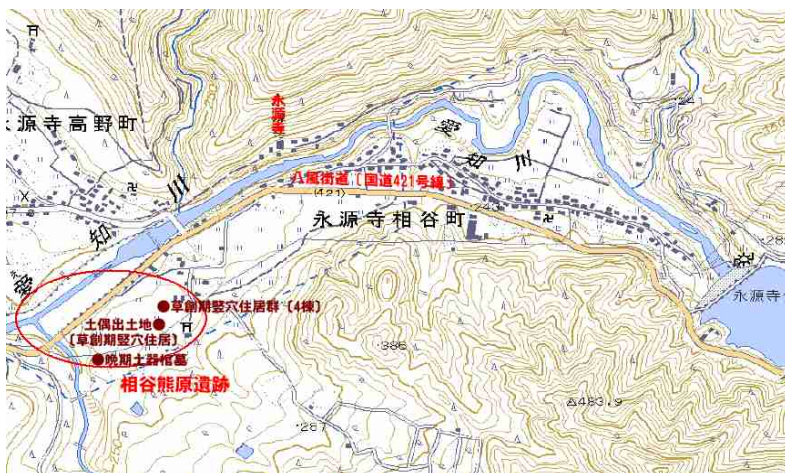 永源寺高野町
永源寺
愛知川
241
八風街道〔国道421号線〕
(421)
永源寺相谷町
243
愛知川
草創期竪穴住居群〔4棟〕
土偶出土地
〔草創期竪穴住居〕
晩期土器棺墓
相谷熊原遺跡
386
483.9
287
永源寺